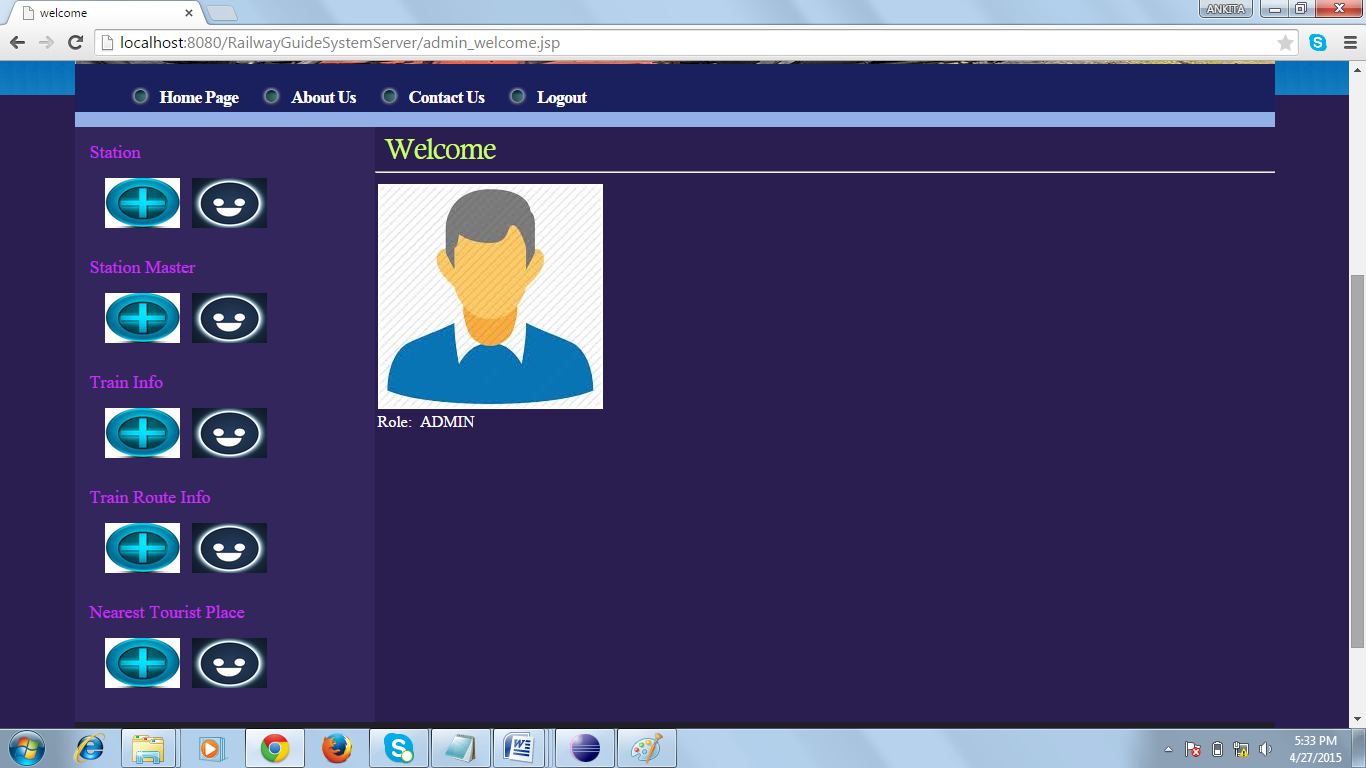 welcome
ANKITA
localhost:8080/RailwayGuideSystemServer/admin_welcome.jsp
Home Page About Us Contact Us Logout
Station
Welcome
Station Master
Train Info
Role: ADMIN
Train Route Info
Nearest Tourist Place
5:33 PM
4/27/2015